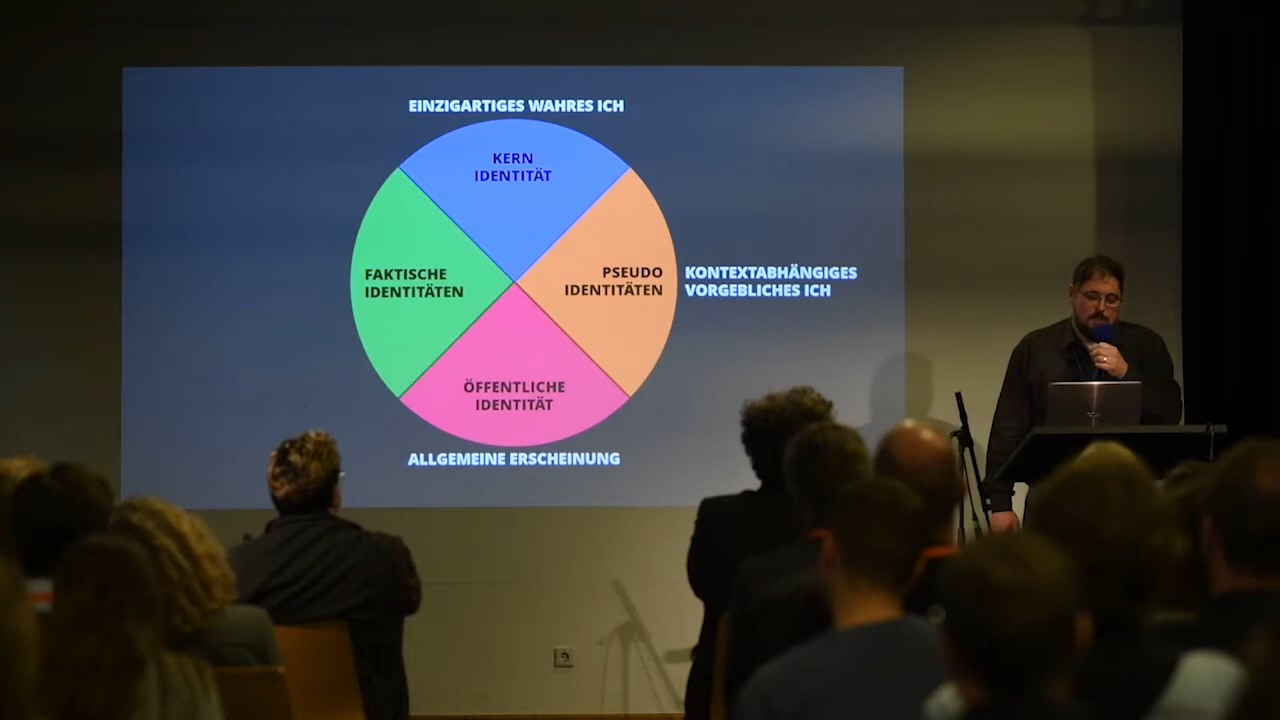 EINZIGARTIGES WAHRES ICH
KERN
IDENTITÄT
FAKTISCHE
IDENTITÄTEN
PSEUDO
IDENTITÄTEN
KONTEXTABHÄNGIGES
VORGEBLICHES ICH
ÖFFENTLICHE
IDENTITÄT
ALLGEMEINE ERSCHEINUNG